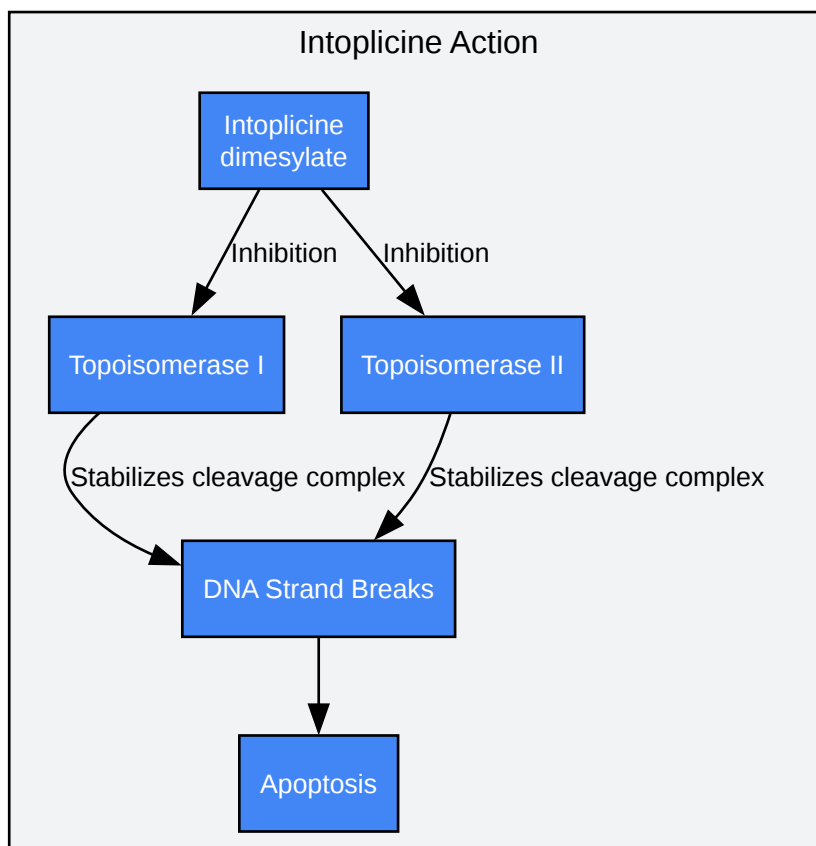 Intoplicine Action
Intoplicine
dimesylate
Inhibition
Inhibition
Topoisomerase I
Topoisomerase II
Stabilizes cleavage complex
Stabilizes cleavage complex
DNA Strand Breaks
Apoptosis